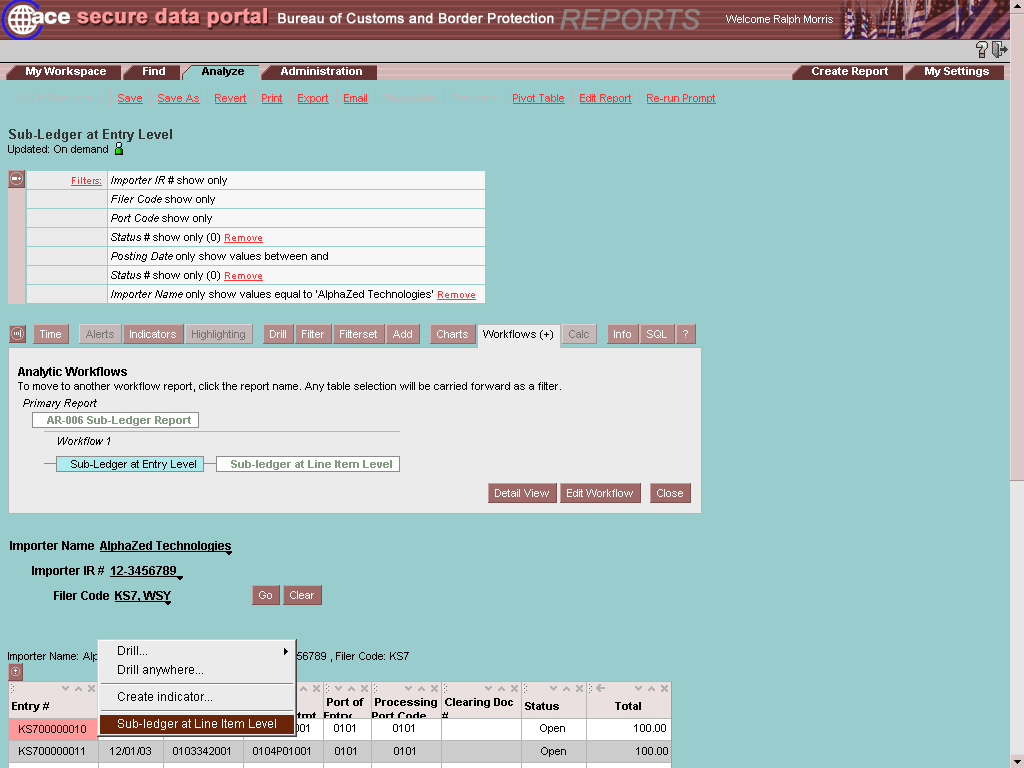 ace secure data portal Bureau of Customs and Border Protection REPORTS Welcome Ralph Morris
?
My Workspace Find Analyze Administration Create Report My Settings
Save Save As Revert Print Export Email Pivot Table Edit Report Re-run Prompt
Sub-Ledger at Entry Level
Updated: On demand
Filters: Importer IR # show only
Filer Code show only
Port Code show only
Status # show only (0) Remove
Posting Date only show values between and
Status # show only (0) Remove
Importer Name only show values equal to 'AlphaZed Technologies' Remove
Time Alerts Indicators Highlighting Drill Filter Filterset Add Charts Workflows (+) Calc Info SQL ?
Analytic Workflows
To move to another workflow report, click the report name. Any table selection will be carried forward as a filter.
Primary Report
AR-006 Sub-Ledger Report
Workflow 1
Sub-Ledger at Entry Level Sub-ledger at Line Item Level
Detail View Edit Workflow Close
Importer Name AlphaZed Technologies
Importer IR # 12-3456789
Filer Code KS7, WSY
Go Clear
Importer Name: Alp 56789 , Filer Code: KS7
Drill...
Drill anywhere...
Create indicator...
Sub-ledger at Line Item Level
Entry # Stmt Port of Entry Processing Port Code Clearing Doc # Status Total
KS700000010 001 0101 0101 Open 100.00
KS700000011 12/01/03 0103342001 0104P01001 0101 0101 Open 100.00